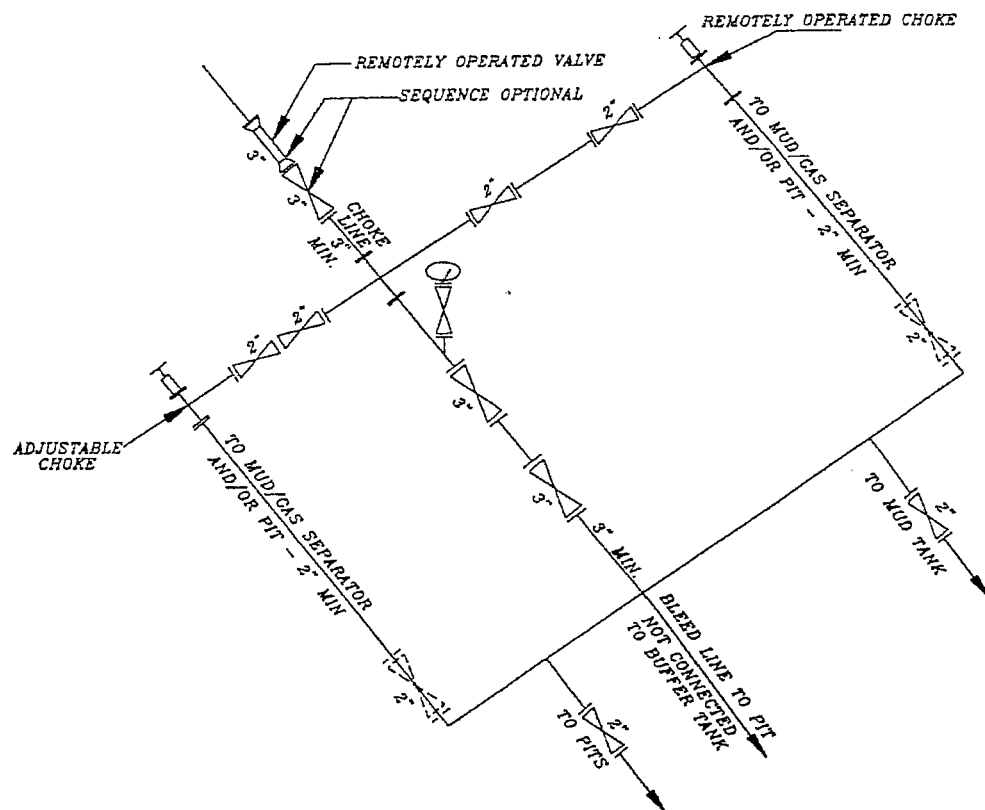 REMOTELY OPERATED CHOKE
REMOTELY OPERATED VALVE
SEQUENCE OPTIONAL
3"
3"
CHOKE
LINE
3"
MIN.
2"
2"
TO MUD/GAS SEPARATOR
AND/OR PIT - 2" MIN
2"
2"
2"
3"
3"
3" MIN.
ADJUSTABLE
CHOKE
TO MUD/GAS SEPARATOR
AND/OR PIT - 2" MIN
2"
2"
TO MUD TANK
BLEED LINE TO PIT
NOT CONNECTED
TO BUFFER TANK
2"
TO PITS